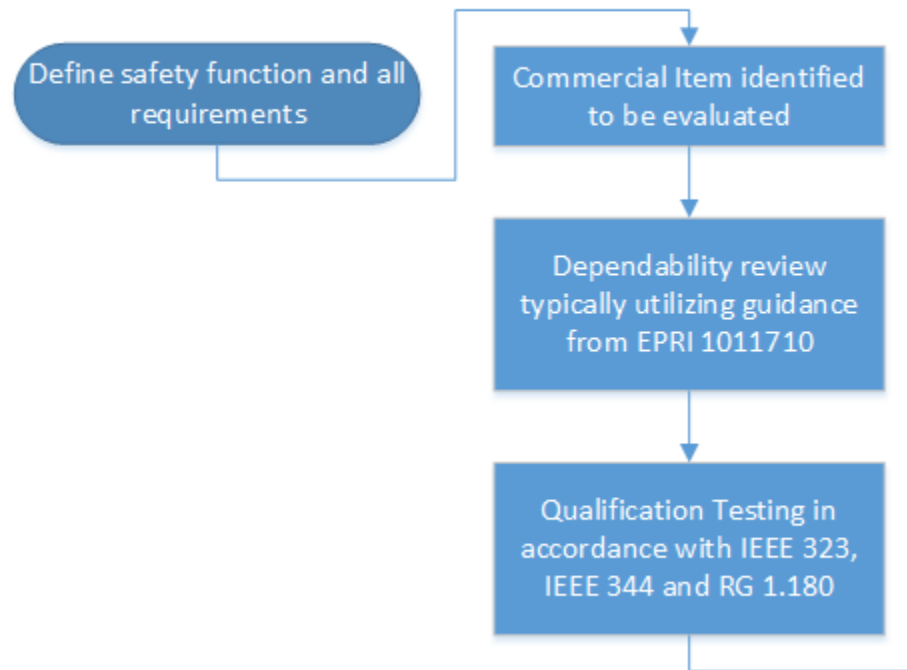 Define safety function and all
requirements
Commercial Item identified
to be evaluated
Dependability review
typically utilizing guidance
from EPRI 1011710
Qualification Testing in
accordance with IEEE 323,
IEEE 344 and RG 1.180